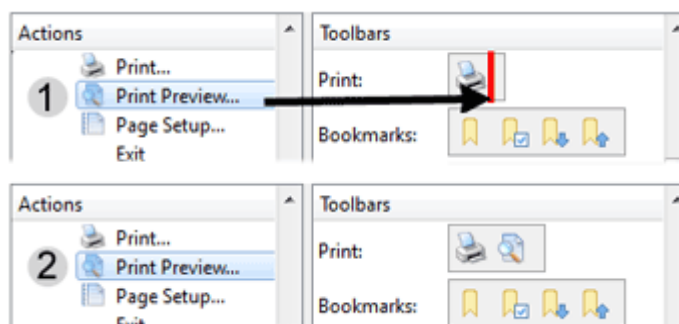 Actions
Toolbars
Print...
Print:
1
Print Preview...
Page Setup...
Bookmarks:
Exit
Actions
Toolbars
Print...
Print:
2
Print Preview...
Page Setup...
Bookmarks:
Exit